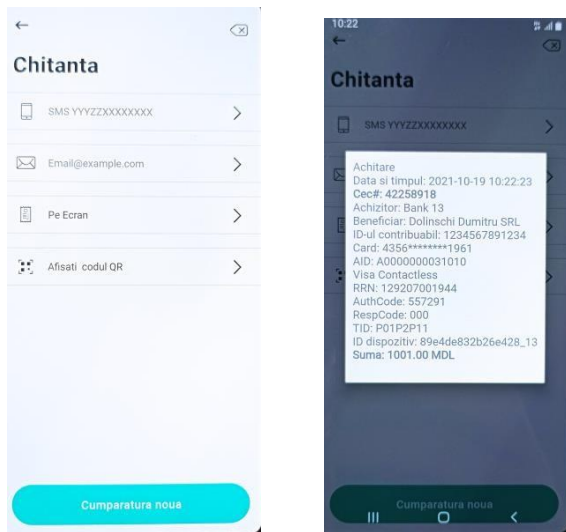 Chitanta
SMS YYYZZXXXXXXXX
Email@example.com
Pe Ecran
Afisati codul QR
Cumparatura noua
10:22
Chitanta
SMS YYYZZXXXXXXXX
Achitare
Data si timpul: 2021-10-19 10:22:23
Cec#: 42258918
Achizitor: Bank 13
Beneficiar: Dolinschi Dumitru SRL
ID-ul contribuabil: 1234567891234
Card: 4356********1961
AID: A0000000031010
Visa Contactless
RRN: 129207001944
AuthCode: 557291
RespCode: 000
TID: P01P2P11
ID dispozitiv: 89e4de832b26e428_13
Suma: 1001.00 MDL
Cumparatura noua